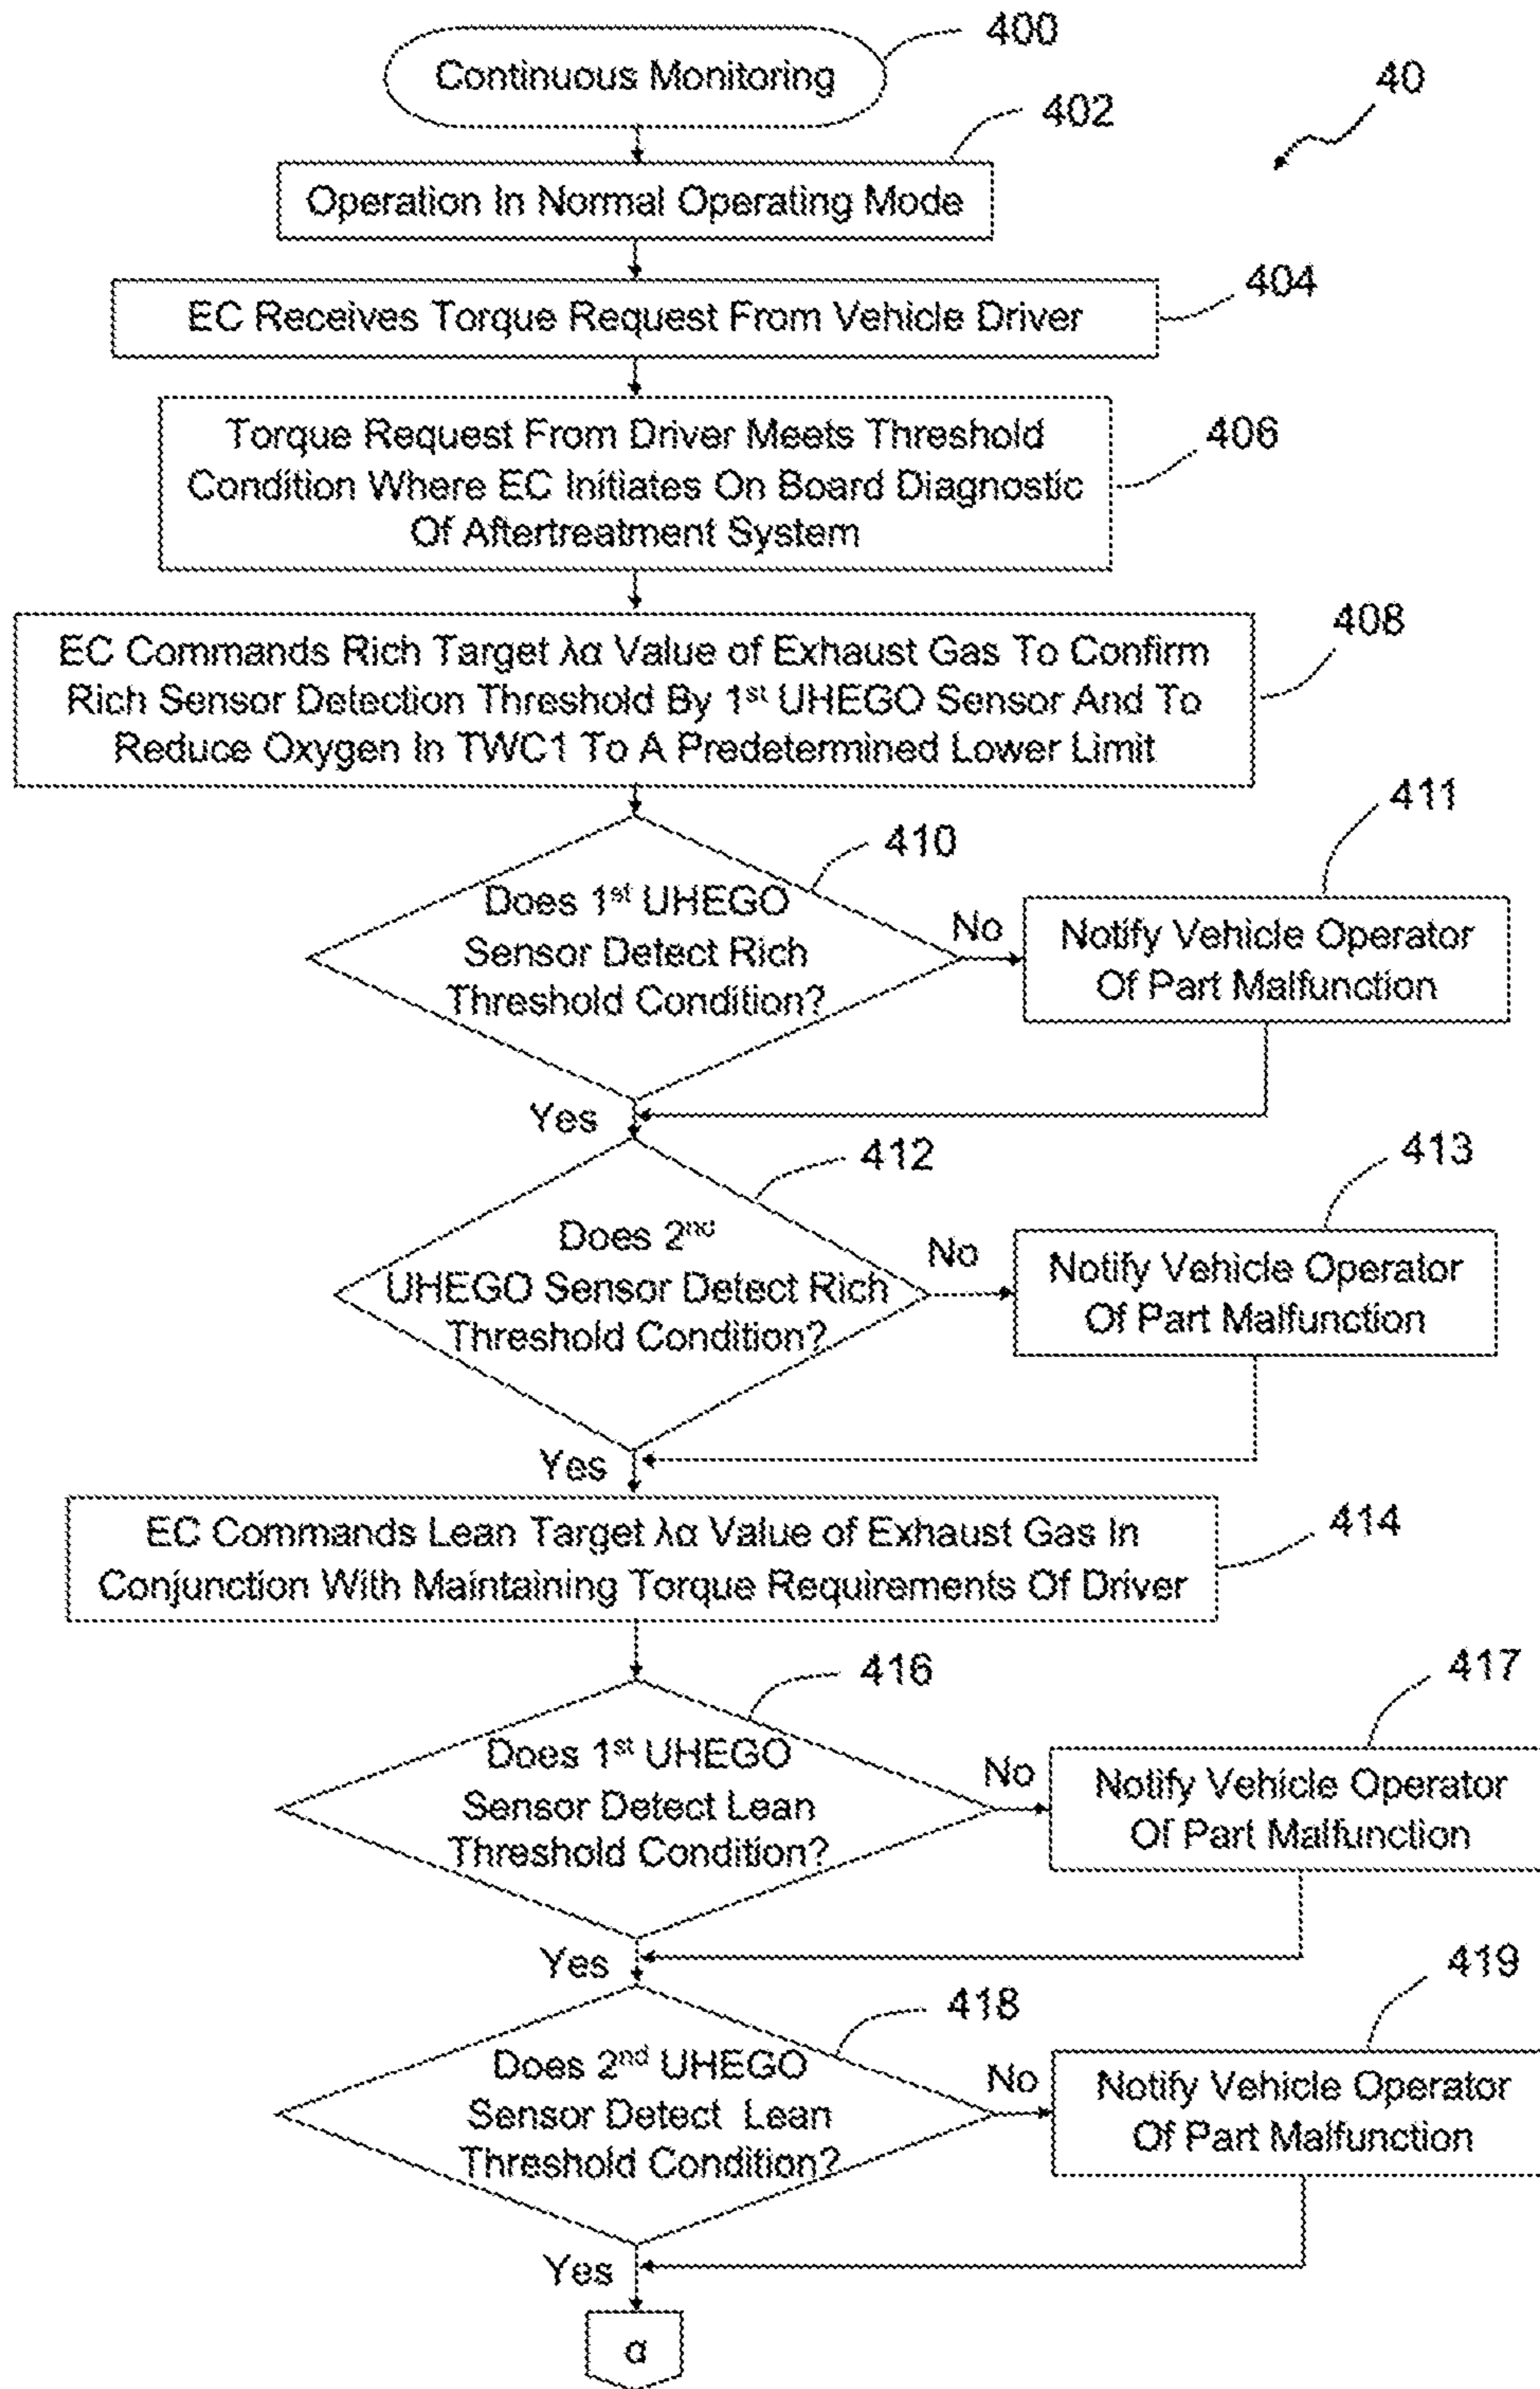 400
Continuous Monitoring
40
402
Operation In Normal Operating Mode
404
EC Receives Torque Request From Vehicle Driver
Torque Request From Driver Meets Threshold
406
Condition Where EC Initiates On Board Diagnostic
Of Aftertreatment System
408
EC Commands Rich Target λα Value of Exhaust Gas To Confirm
Rich Sensor Detection Threshold By 1st UHEGO Sensor And To
Reduce Oxygen In TWC1 To A Predetermined Lower Limit
411
410
Does 1st UHEGO
Sensor Detect Rich
Threshold Condition?
No
Notify Vehicle Operator
Of Part Malfunction
Yes
412
413
Does 2nd
UHEGO Sensor Detect Rich
Threshold Condition?
No
Notify Vehicle Operator
Of Part Malfunction
Yes
414
EC Commands Lean Target λα Value of Exhaust Gas In
Conjunction With Maintaining Torque Requirements Of Driver
416
417
Does 1st UHEGO
Sensor Detect Lean
Threshold Condition?
No
Notify Vehicle Operator
Of Part Malfunction
Yes
418
419
Does 2nd UHEGO
Sensor Detect Lean
Threshold Condition?
No
Notify Vehicle Operator
Of Part Malfunction
Yes
α